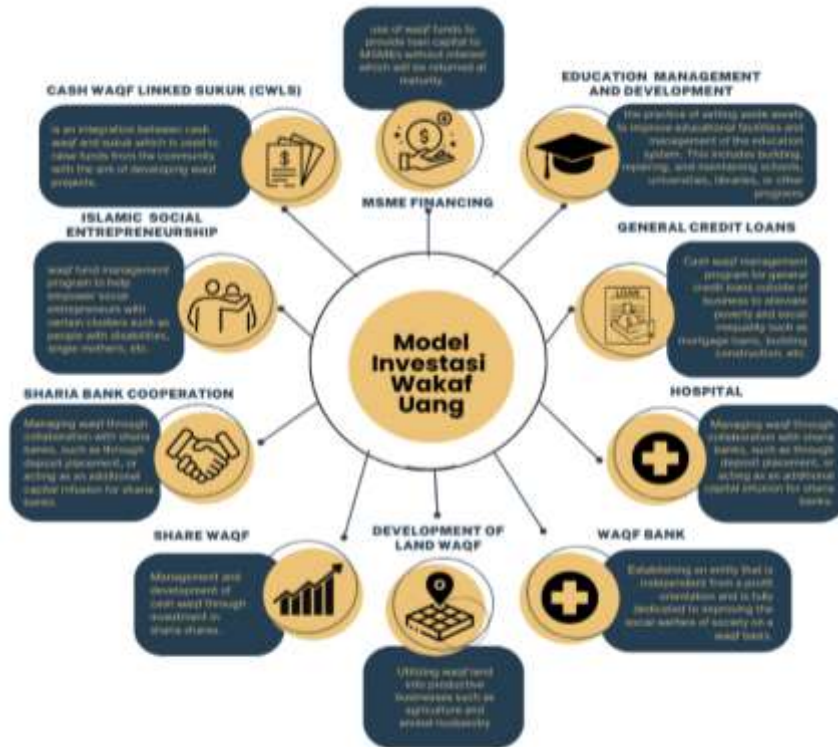 use of waqf funds to
provide loan capital to
MSMEs without interest
which will be returned at
maturity.
MSME FINANCING
CASH WAQF LINKED SUKUK (CWLS)
is an integration between cash
waqf and sukuk which is used to
raise funds from the community
with the aim of developing waqf
projects.
EDUCATION MANAGEMENT
AND DEVELOPMENT
the practice of setting aside assets
to improve educational facilities and
management of the education
system. This includes building,
repairing, and maintaining schools,
universities, libraries, or other
programs
ISLAMIC SOCIAL
ENTREPRENEURSHIP
waqf fund management
program to help
empower social
entrepreneurs with
certain clusters such as
people with disabilities,
single mothers, etc.
GENERAL CREDIT LOANS
LOAN
Cash waqf management
program for general
credit loans outside of
business to alleviate
poverty and social
inequality such as
mortgage loans, building
construction, etc
Model
Investasi
Wakaf
Uang
SHARIA BANK COOPERATION
Managing waqf through
collaboration with sharia
banks, such as through
deposit placement, or
acting as an additional
capital infusion for sharia
banks.
HOSPITAL
Managing waqf through
collaboration with sharia
banks, such as through
deposit placement, or
acting as an additional
capital infusion for sharia
banks.
SHARE WAQF
Management and
development of
cash waqf through
investment in
sharia shares.
DEVELOPMENT OF
LAND WAQF
Utilizing waqf land
into productive
businesses such as
agriculture and
animal husbandry
WAQF BANK
Establishing an entity that is
independent from a profit
orientation and is fully
dedicated to improving the
social welfare of society on a
waqf basis.